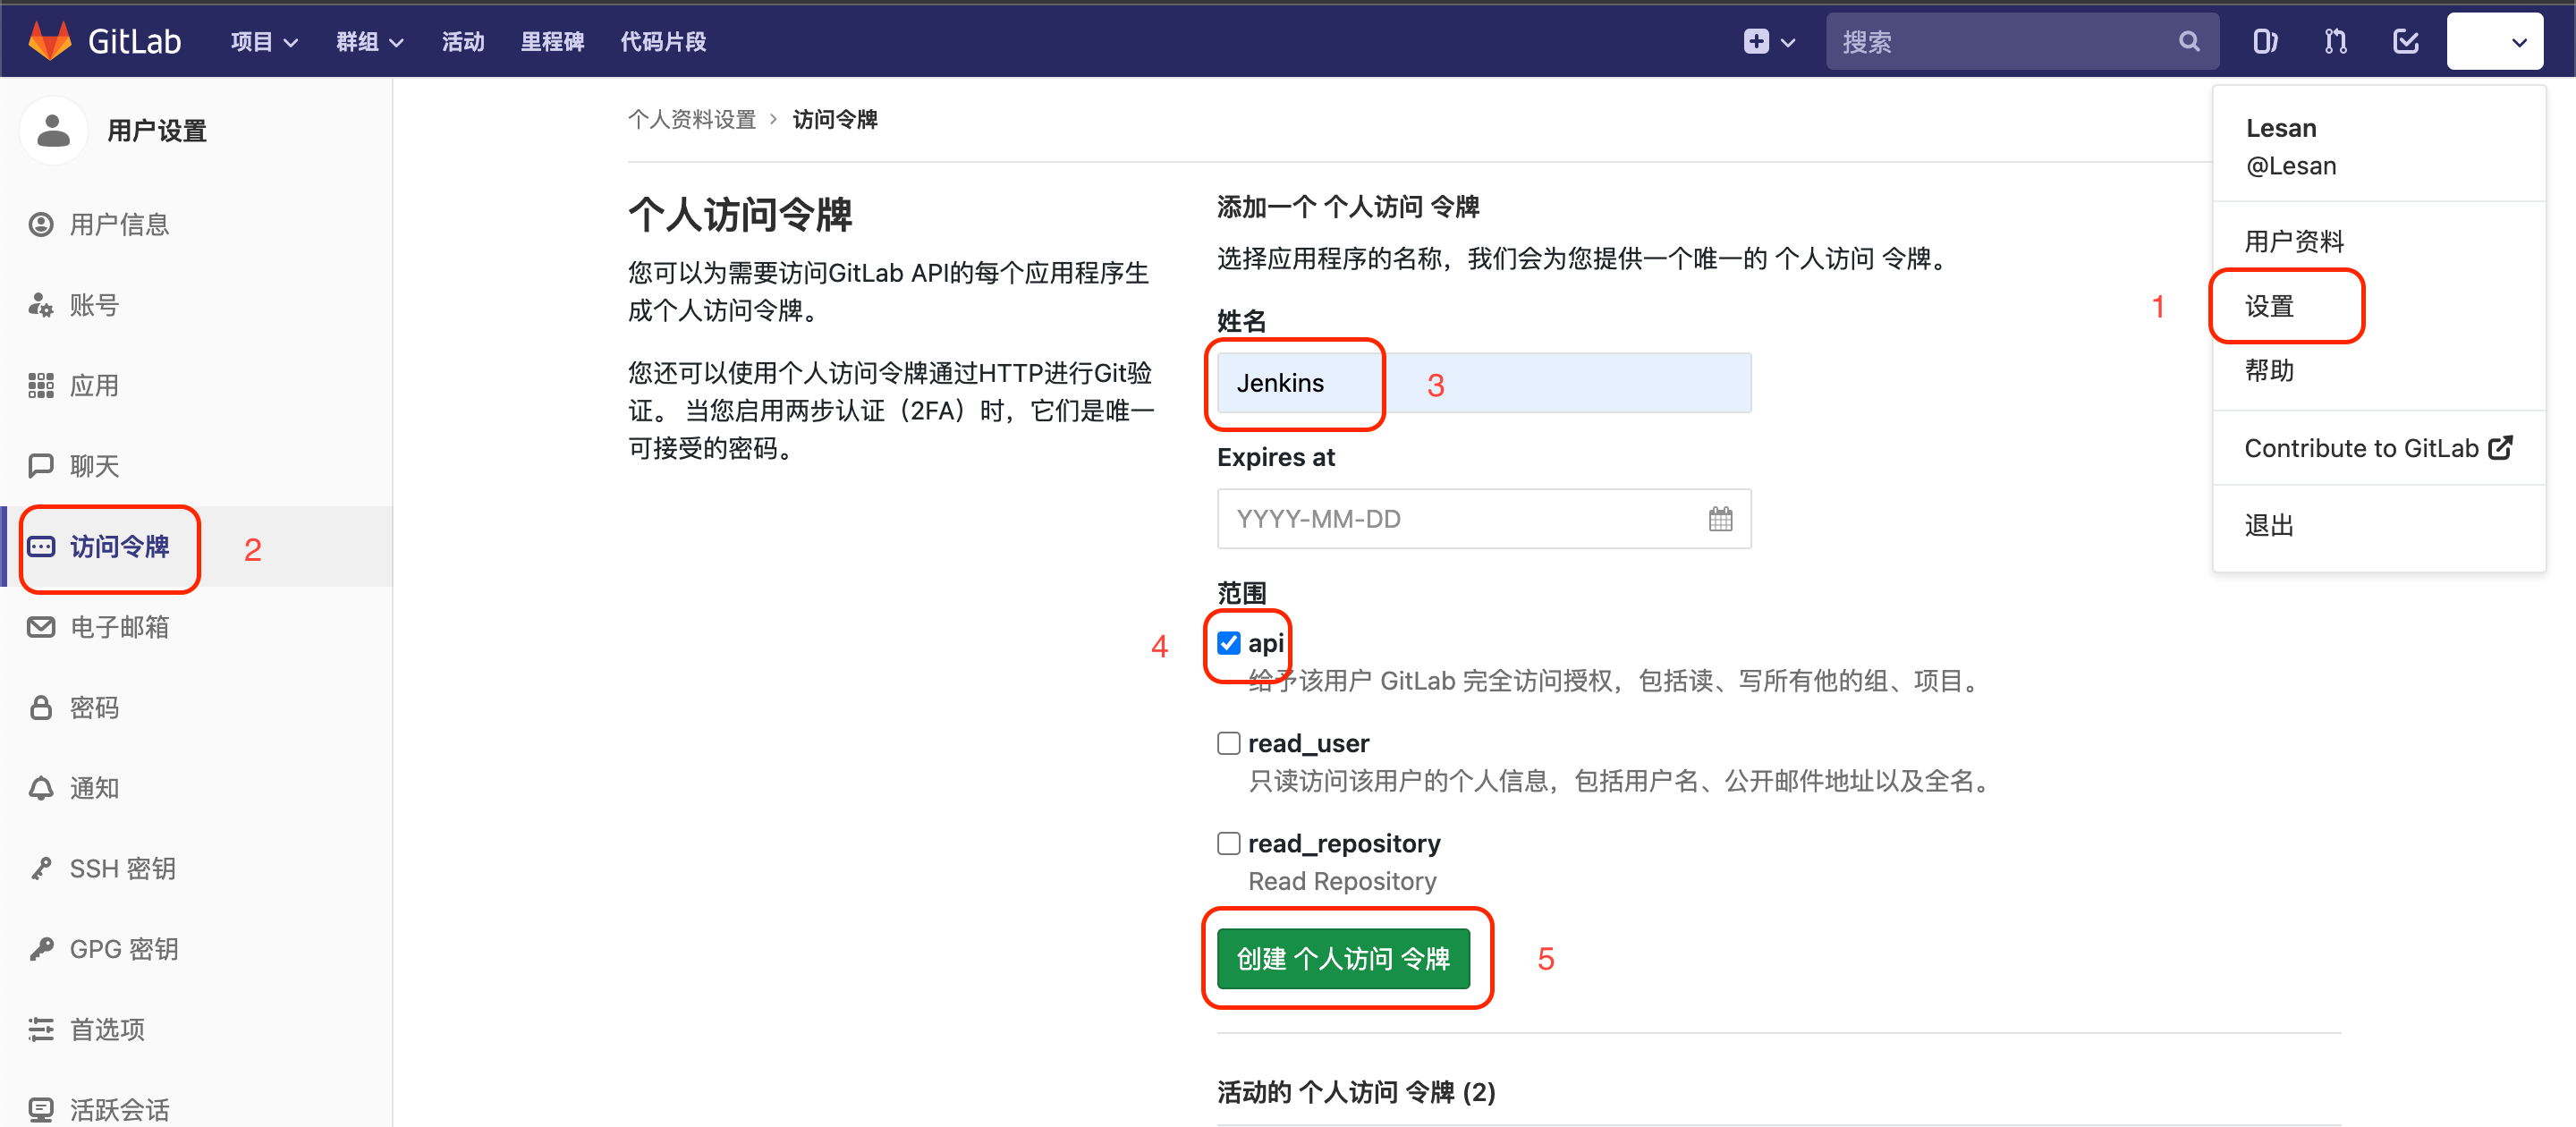 GitLab
项目
群组
活动
里程碑
代码片段
搜索
用户设置
用户信息
账号
应用
聊天
访问令牌
2
电子邮箱
密码
通知
SSH 密钥
GPG 密钥
首选项
活跃会话
个人资料设置 › 访问令牌
个人访问令牌
您可以为需要访问GitLab API的每个应用程序生
成个人访问令牌。
您还可以使用个人访问令牌通过HTTP进行Git验
证。 当您启用两步认证（2FA）时，它们是唯一
可接受的密码。
添加一个 个人访问 令牌
选择应用程序的名称，我们会为您提供一个唯一的 个人访问 令牌。
姓名
Jenkins
3
Expires at
YYYY-MM-DD
范围
4
api
给予该用户 GitLab 完全访问授权，包括读、写所有他的组、项目。
read_user
只读访问该用户的个人信息，包括用户名、公开邮件地址以及全名。
read_repository
Read Repository
创建 个人访问 令牌
5
活动的 个人访问 令牌 (2)
Lesan
@Lesan
用户资料
1
设置
帮助
Contribute to GitLab
退出